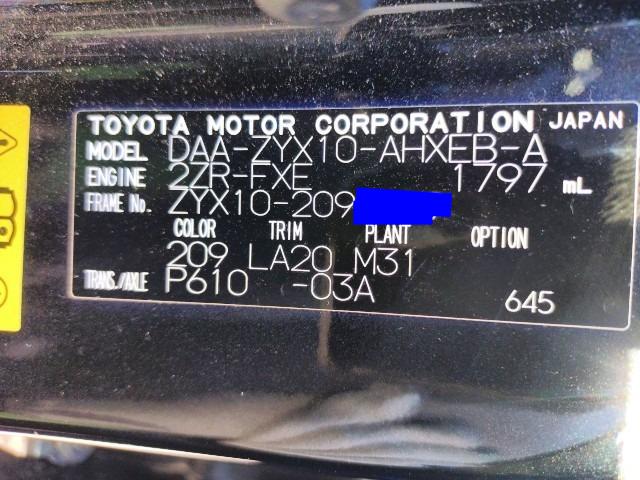 TOYOTA MOTOR CORPORATION JAPAN
MODEL DAA-ZYX10-AHXEB-A
ENGINE 2ZR-FXE 1797 mL
FRAME No. ZYX10-209
COLOR TRIM PLANT OPTION
209 LA20 M31
TRANS./AXLE P610 -03A
645